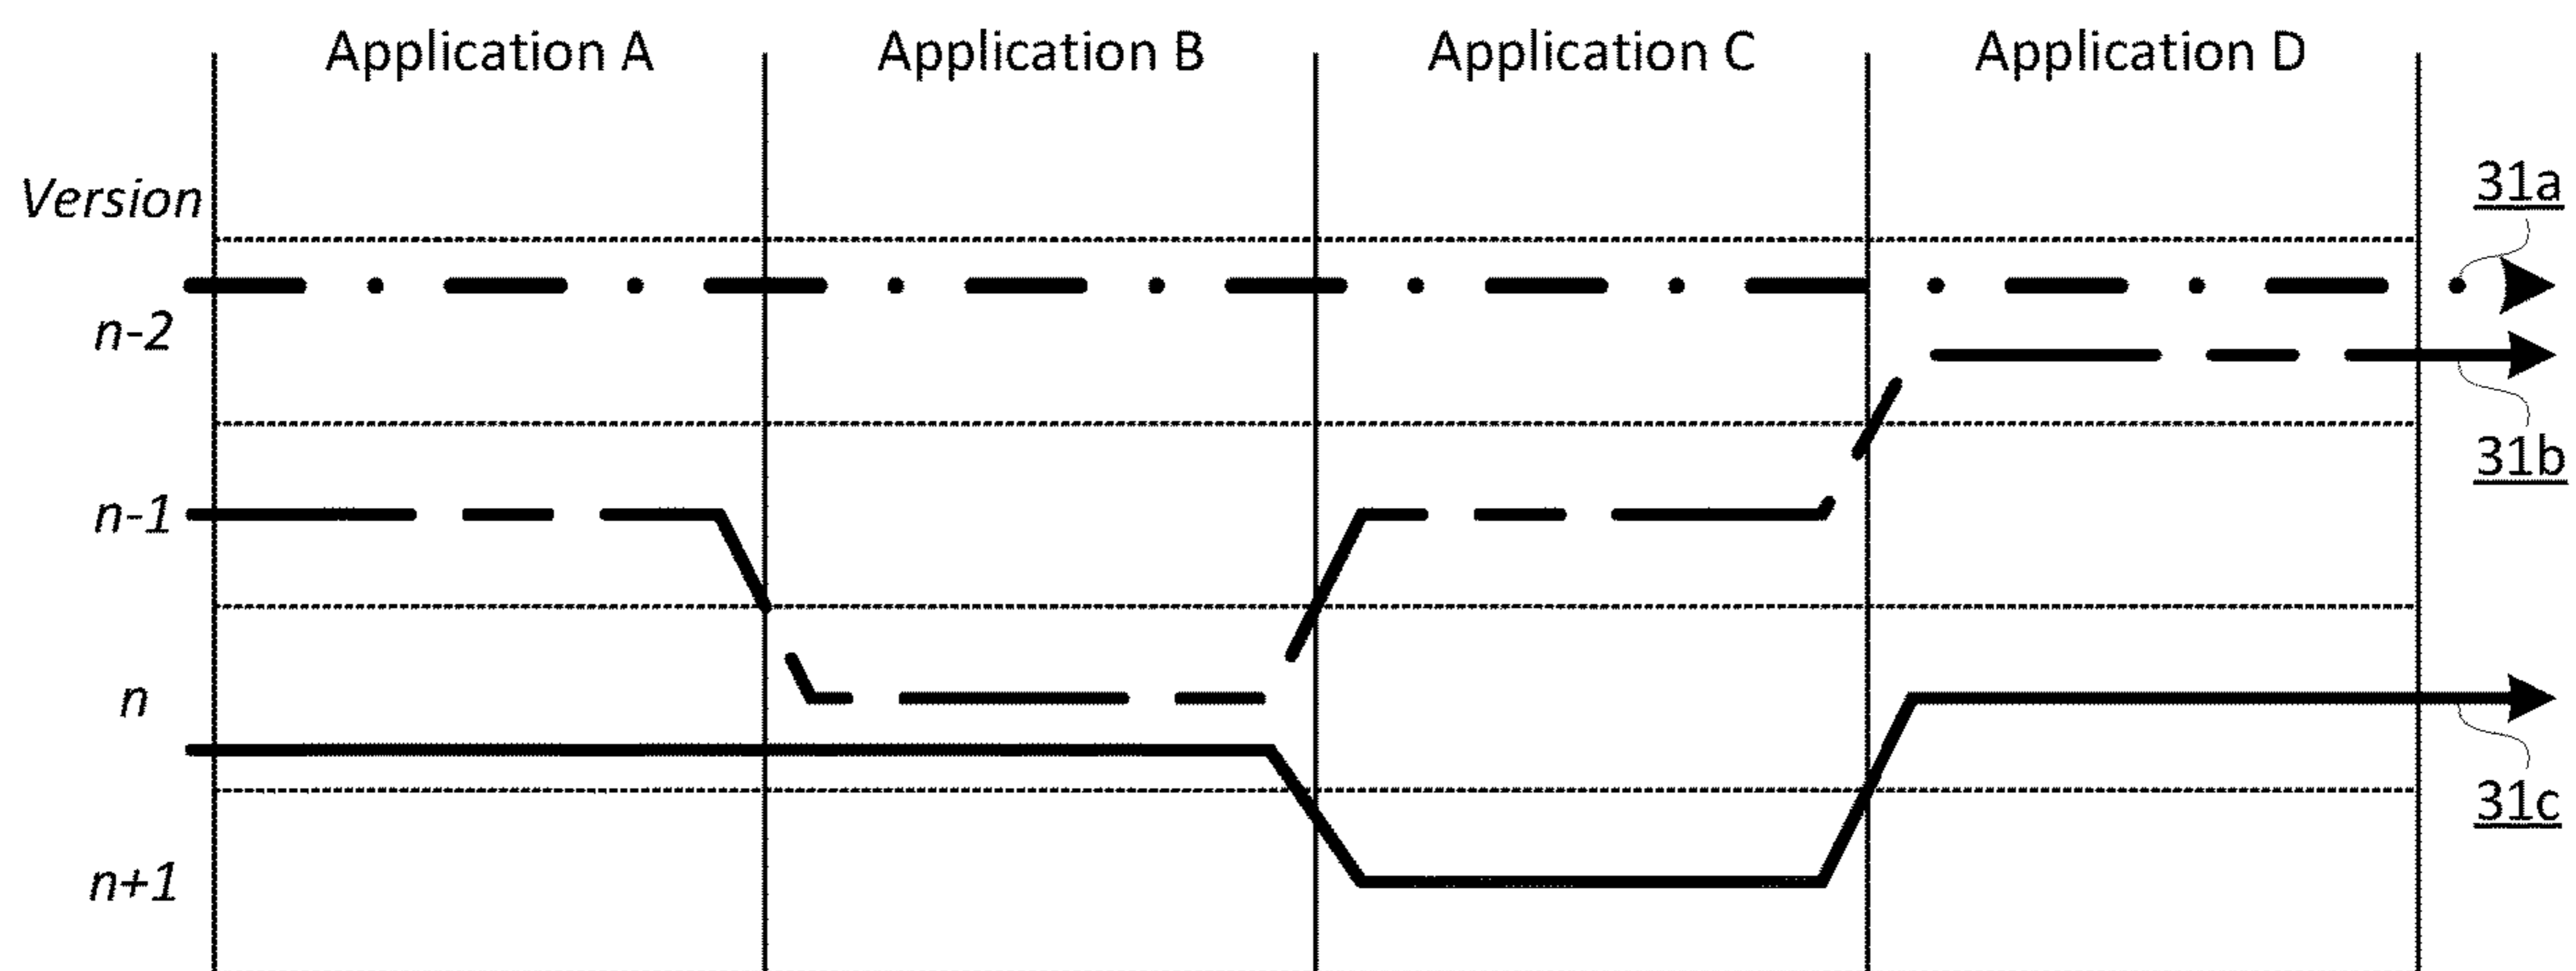 Application A Application B Application C Application D
Version
31a
n-2
31b
n-1
n
31c
n+1